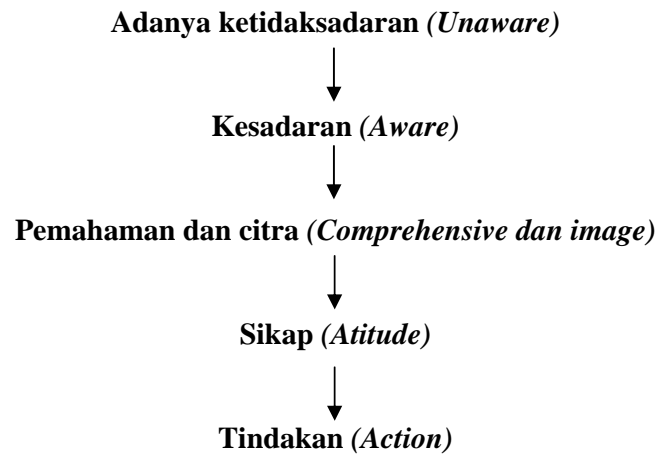 Adanya ketidaksadaran (Unaware)
Kesadaran (Aware)
Pemahaman dan citra (Comprehensive dan image)
Sikap (Atitude)
Tindakan (Action)